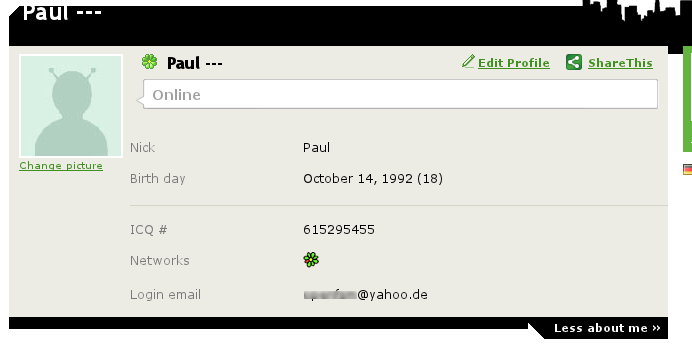 Paul ---
Paul ---
Edit Profile
ShareThis
Online
Change picture
Nick Paul
Birth day October 14, 1992 (18)
ICQ # 615295455
Networks
Login email @yahoo.de
Less about me »